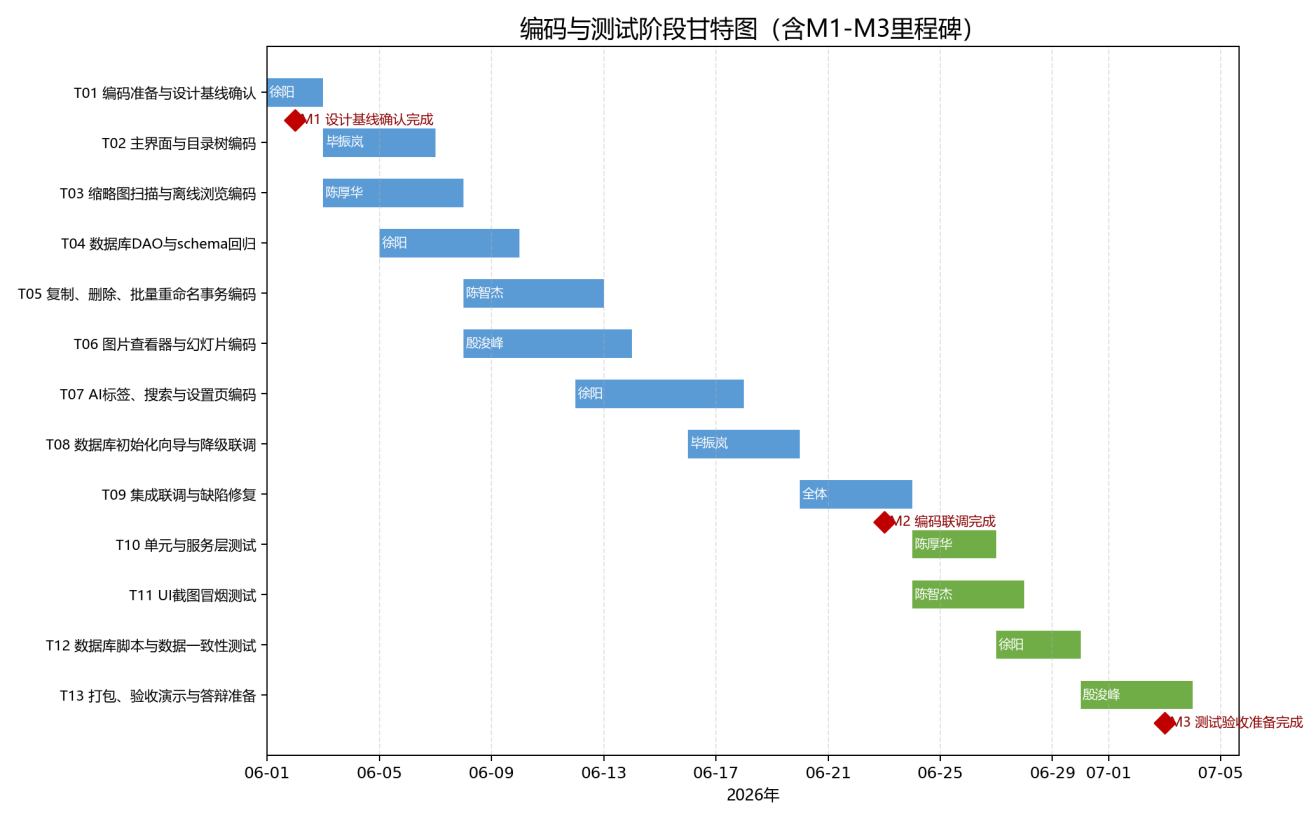 编码与测试阶段甘特图（含M1-M3里程碑）
T01 编码准备与设计基线确认
徐阳
M1 设计基线确认完成
T02 主界面与目录树编码
毕振岚
T03 缩略图扫描与离线浏览编码
陈厚华
T04 数据库DAO与schema回归
徐阳
T05 复制、删除、批量重命名事务编码
陈智杰
T06 图片查看器与幻灯片编码
殷浚峰
T07 AI标签、搜索与设置页编码
徐阳
T08 数据库初始化向导与降级联调
毕振岚
T09 集成联调与缺陷修复
全体
M2 编码联调完成
T10 单元与服务层测试
陈厚华
T11 UI截图冒烟测试
陈智杰
T12 数据库脚本与数据一致性测试
徐阳
T13 打包、验收演示与答辩准备
殷浚峰
M3 测试验收准备完成
06-01 06-05 06-09 06-13 06-17 06-21 06-25 06-29 07-01 07-05
2026年